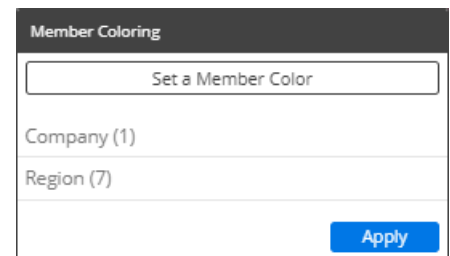 Member Coloring
Set a Member Color
Company (1)
Region (7)
Apply